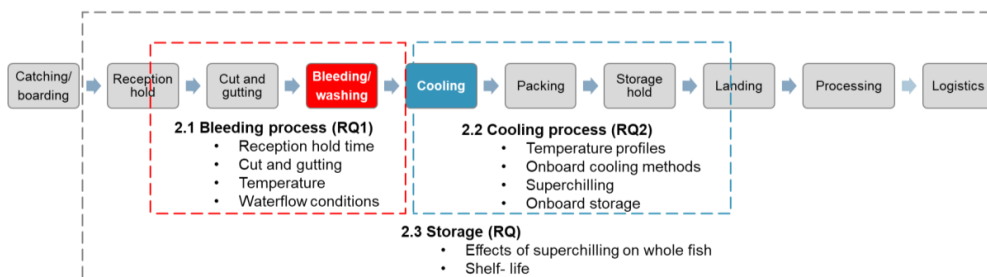 Catching/
boarding
Reception
hold
Cut and
gutting
Bleeding/
washing
Cooling
Packing
Storage
hold
Landing
Processing
Logistics
2.1 Bleeding process (RQ1)
• Reception hold time
• Cut and gutting
• Temperature
• Waterflow conditions
2.2 Cooling process (RQ2)
• Temperature profiles
• Onboard cooling methods
• Superchilling
• Onboard storage
2.3 Storage (RQ)
• Effects of superchilling on whole fish
• Shelf- life